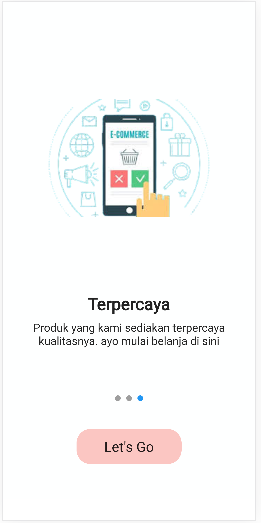 E-COMMERCE
Terpercaya
Produk yang kami sediakan terpercaya
kualitasnya. ayo mulai belanja di sini
Let's Go